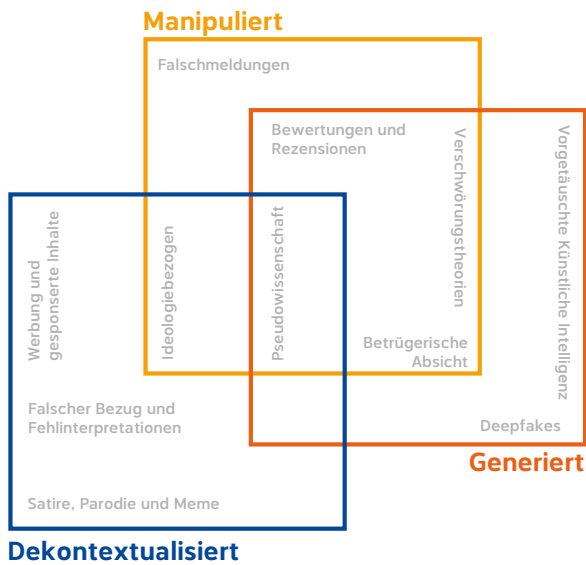 Manipuliert
Falschmeldungen
Bewertungen und
Rezensionen
Verschwörungstheorien
Vorgetäuschte Künstliche Intelligenz
Werbung und
gesponserte Inhalte
Ideologiebezogen
Pseudowissenschaft
Betrügerische
Absicht
Falscher Bezug und
Fehlinterpretationen
Deepfakes
Generiert
Satire, Parodie und Meme
Dekontextualisiert